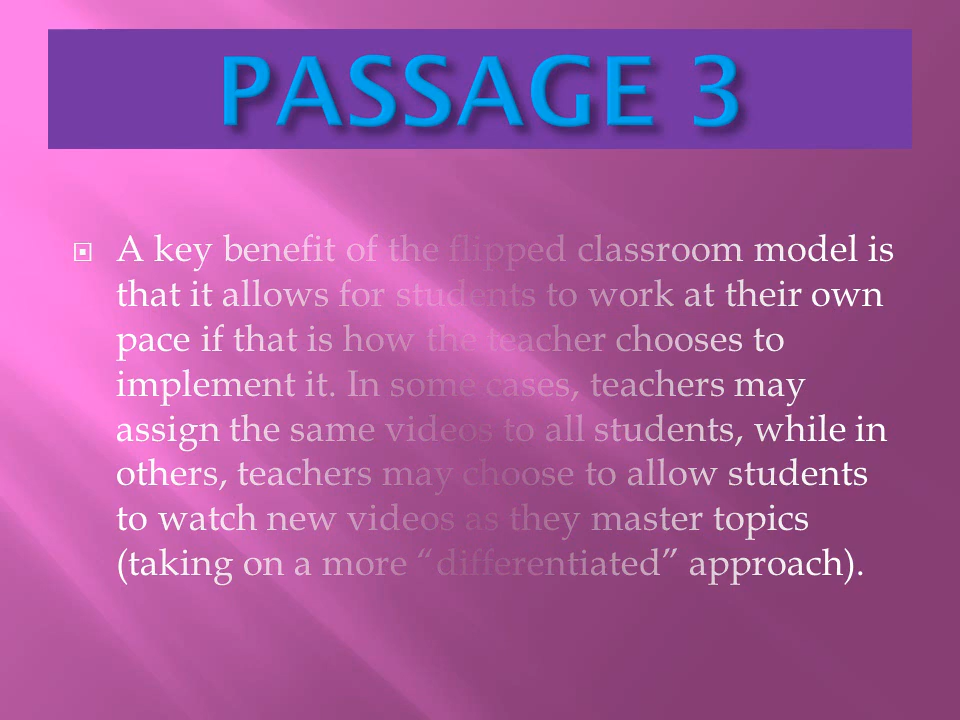 PASSAGE 3
A key benefit of the flipped classroom model is
that it allows for students to work at their own
pace if that is how the teacher chooses to
implement it. In some cases, teachers may
assign the same videos to all students, while in
others, teachers may choose to allow students
to watch new videos as they master topics
(taking on a more “differentiated” approach).